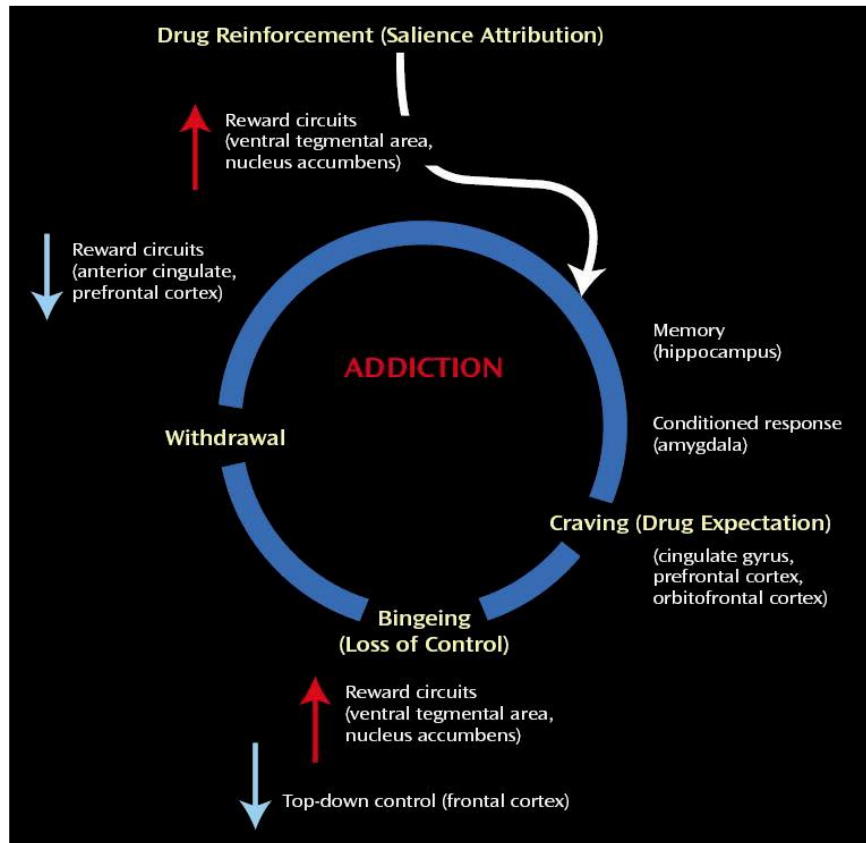 Drug Reinforcement (Salience Attribution)
Reward circuits
(ventral tegmental area,
nucleus accumbens)
Reward circuits
(anterior cingulate,
prefrontal cortex)
Memory
(hippocampus)
ADDICTION
Conditioned response
(amygdala)
Withdrawal
Craving (Drug Expectation)
(cingulate gyrus,
prefrontal cortex,
orbitofrontal cortex)
Bingeing
(Loss of Control)
Reward circuits
(ventral tegmental area,
nucleus accumbens)
Top-down control (frontal cortex)